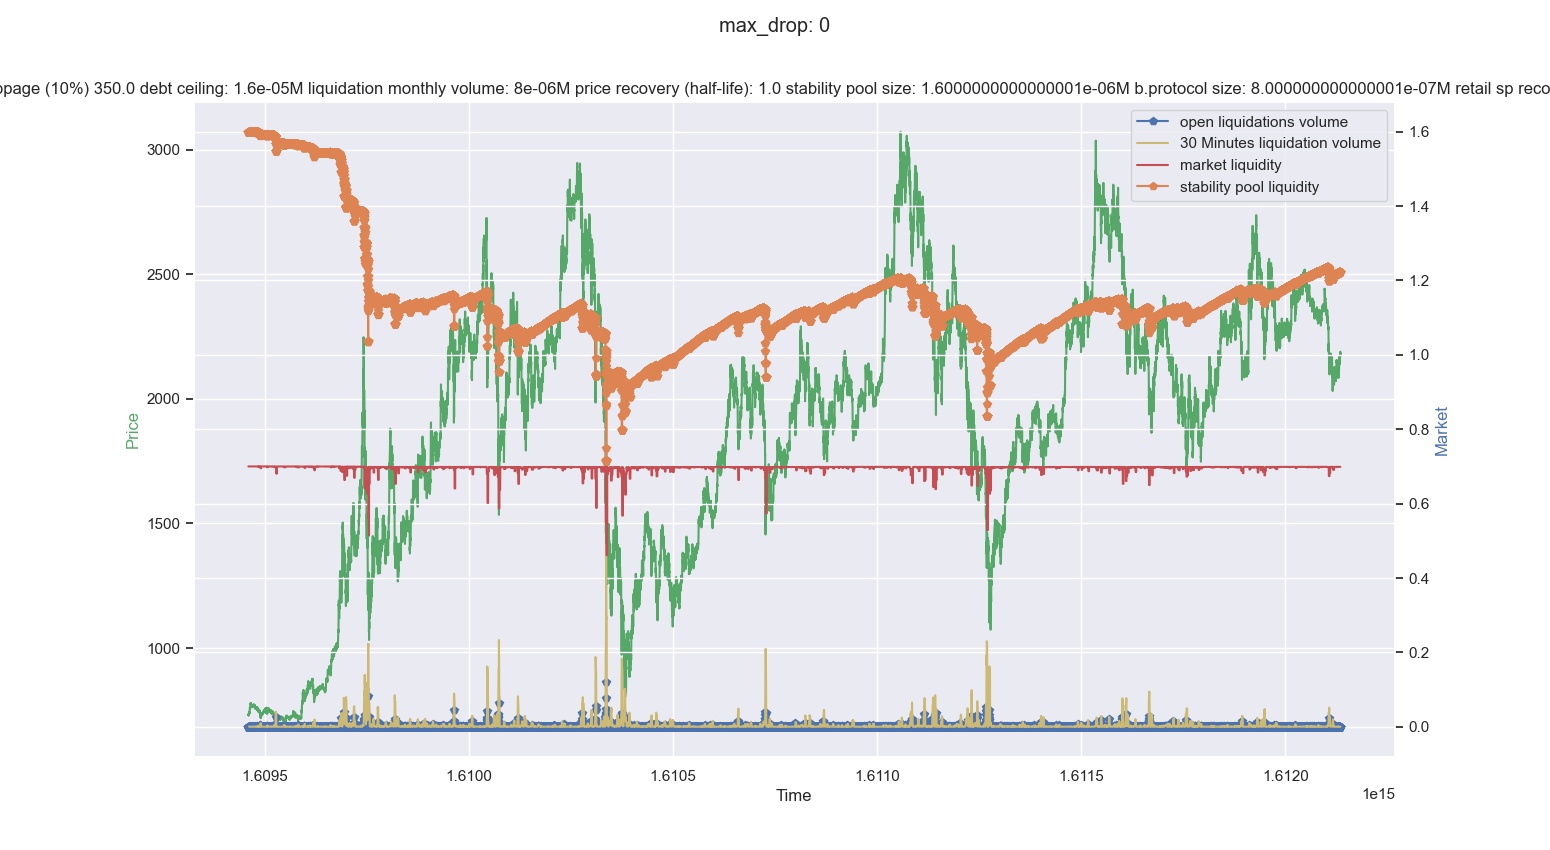 max_drop: 0
page (10%) 350.0 debt ceiling: 1.6e-05M liquidation monthly volume: 8e-06M price recovery (half-life): 1.0 stability pool size: 1.6000000000000001e-06M b.protocol size: 8.000000000000001e-07M retail sp reco
open liquidations volume
30 Minutes liquidation volume
market liquidity
stability pool liquidity
3000
2500
2000
1500
1000
Price
1.6
1.4
1.2
1.0
0.8
0.6
0.4
0.2
0.0
Market
1.6095 1.6100 1.6105 1.6110 1.6115 1.6120
Time
1e15